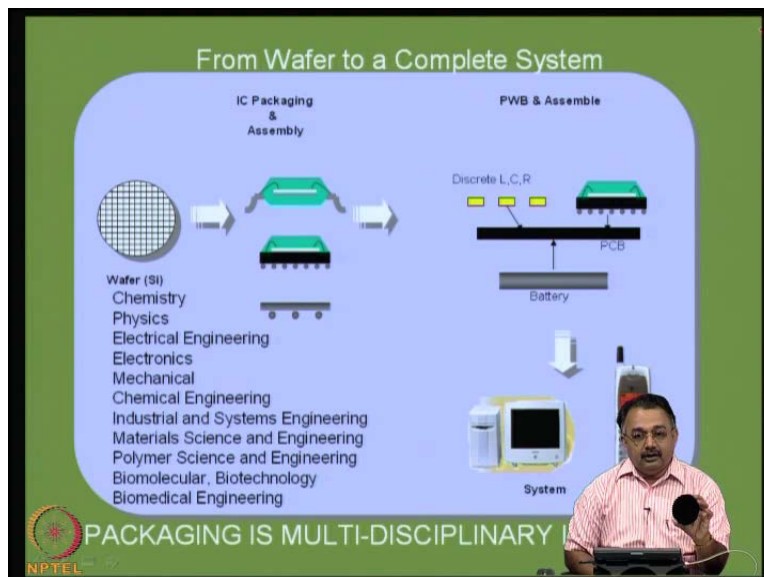 From Wafer to a Complete System
IC Packaging
&
Assembly
PWB & Assemble
Discrete L,C,R
PCB
Battery
Wafer (Si)
Chemistry
Physics
Electrical Engineering
Electronics
Mechanical
Chemical Engineering
Industrial and Systems Engineering
Materials Science and Engineering
Polymer Science and Engineering
Biomolecular, Biotechnology
Biomedical Engineering
System
PACKAGING IS MULTI-DISCIPLINARY
NPTEL